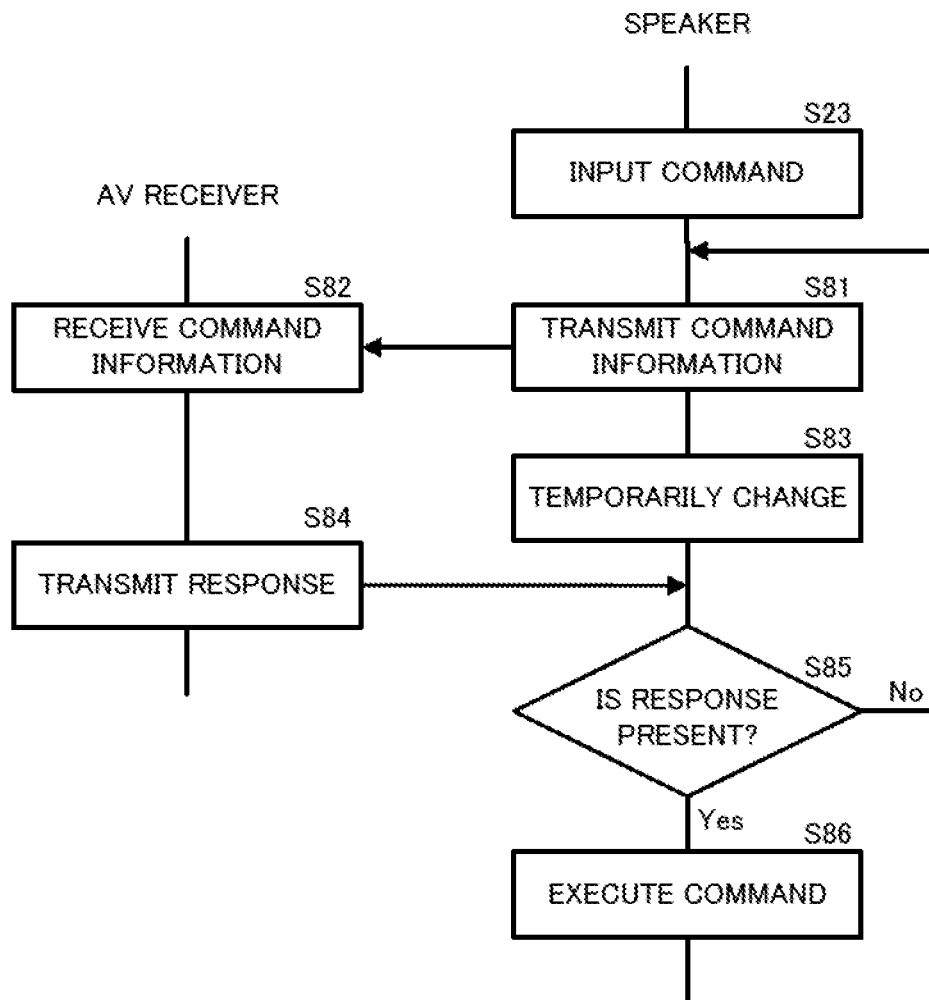 SPEAKER
S23
INPUT COMMAND
AV RECEIVER
S82
RECEIVE COMMAND
INFORMATION
S81
TRANSMIT COMMAND
INFORMATION
S83
TEMPORARILY CHANGE
S84
TRANSMIT RESPONSE
S85
IS RESPONSE
PRESENT?
No
Yes
S86
EXECUTE COMMAND